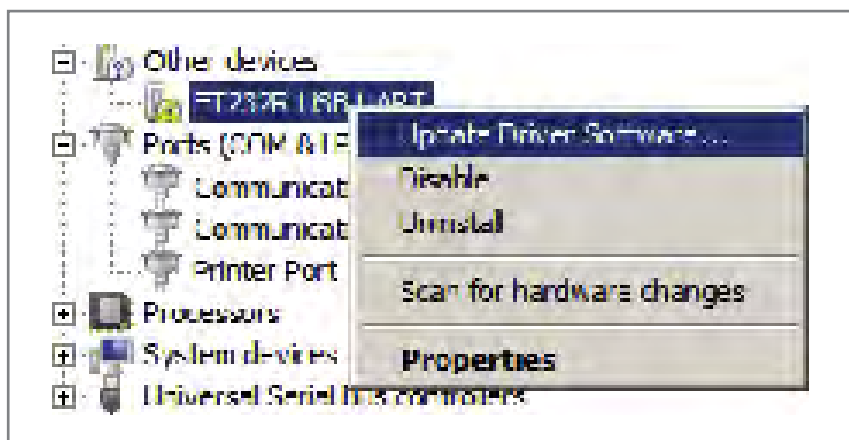 Other devices
FT232R USB UART
Ports (COM & LP
Communicat
Communicat
Printer Port
Processors
System devices
Universal Serial Bus controllers
Update Driver Software...
Disable
Uninstall
Scan for hardware changes
Properties